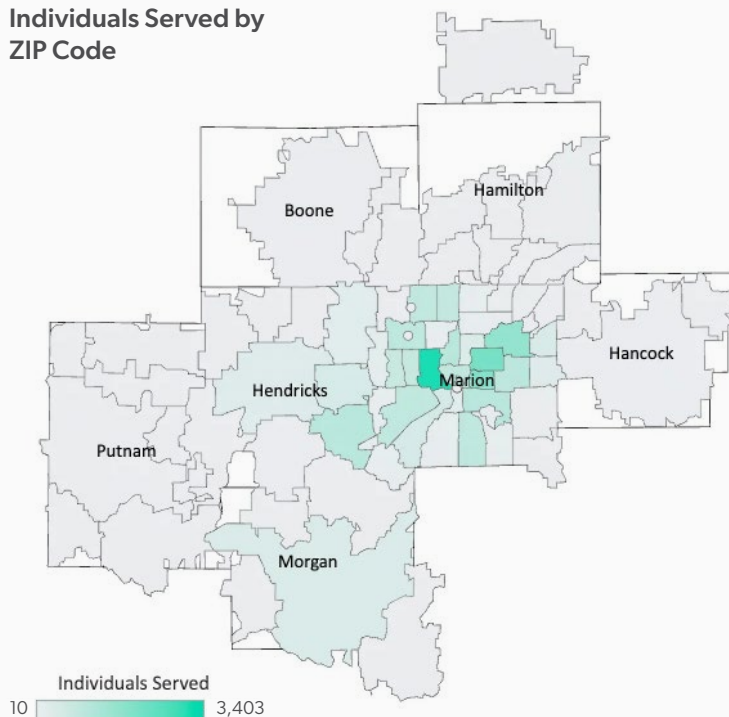 Individuals Served by
ZIP Code
Hamilton
Boone
Hancock
Marion
Hendricks
Putnam
Morgan
Individuals Served
10 3,403